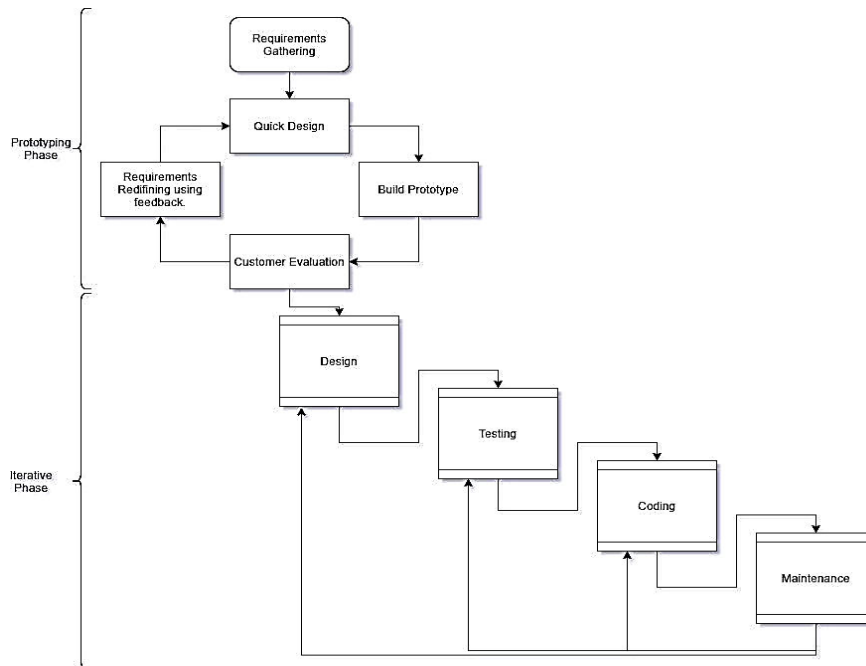 Requirements
Gathering
Prototyping
Phase
Quick Design
Requirements
Redifining using
feedback.
Build Prototype
Customer Evaluation
Design
Testing
Iterative
Phase
Coding
Maintenance